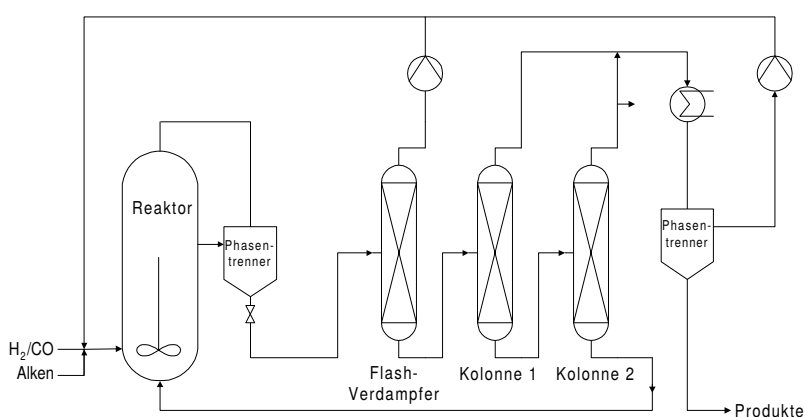 Reaktor
Phasen-
trenner
Phasen-
trenner
H₂/CO
Alken
Flash-
Verdampfer
Kolonne 1
Kolonne 2
Produkte